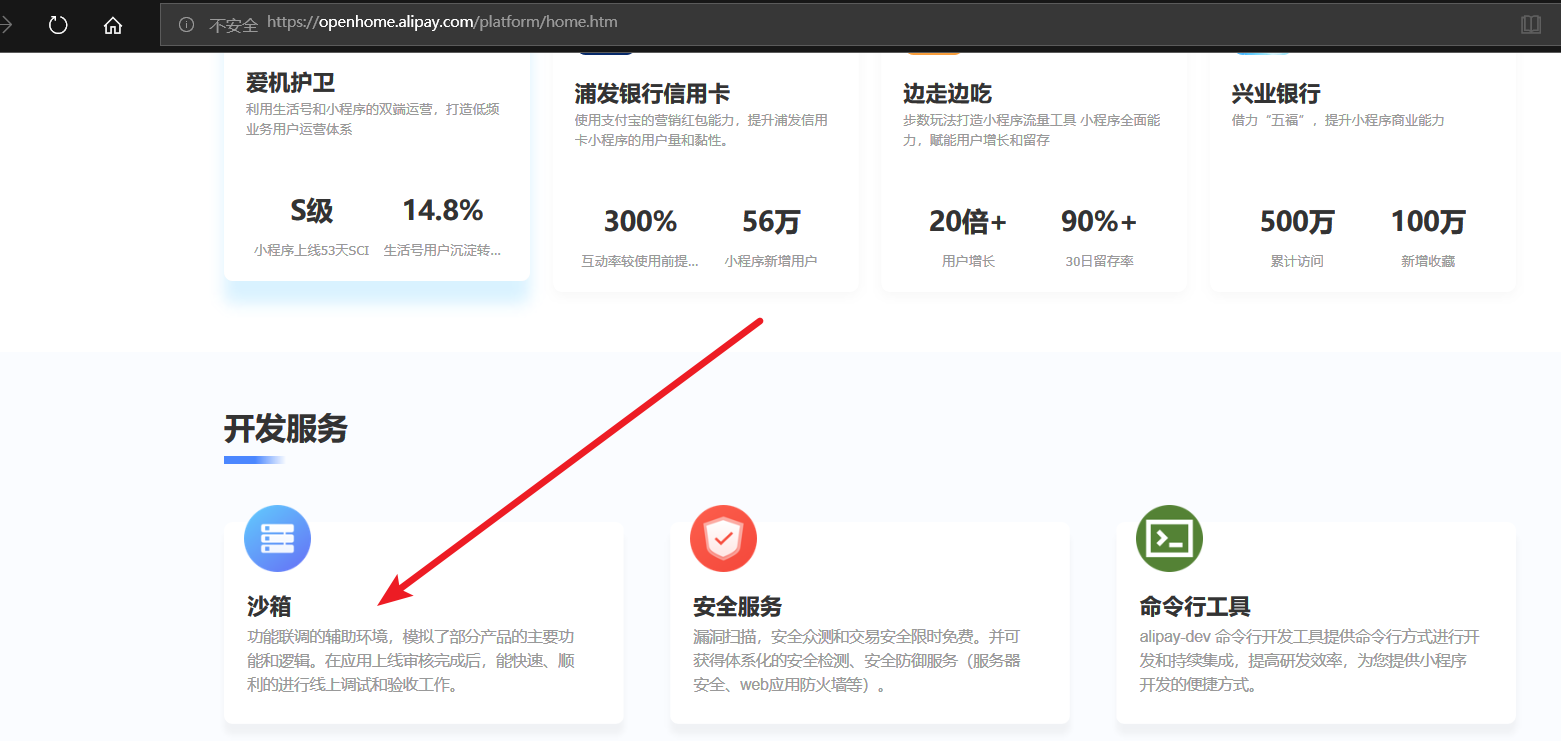 不安全 https://openhome.alipay.com/platform/home.htm
爱机护卫
利用生活号和小程序的双端运营，打造低频
业务用户运营体系
S级 14.8%
小程序上线53天SCI 生活号用户沉淀转...
浦发银行信用卡
使用支付宝的营销红包能力，提升浦发信用
卡小程序的用户量和黏性。
300% 56万
互动率较使用前提... 小程序新增用户
边走边吃
步数玩法打造小程序流量工具 小程序全面能
力，赋能用户增长和留存
20倍+ 90%+
用户增长 30日留存率
兴业银行
借力“五福”，提升小程序商业能力
500万 100万
累计访问 新增收藏
开发服务
沙箱
功能联调的辅助环境，模拟了部分产品的主要功
能和逻辑。在应用上线审核完成后，能快速、顺
利的进行线上调试和验收工作。
安全服务
漏洞扫描，安全众测和交易安全限时免费。并可
获得体系化的安全检测、安全防御服务（服务器
安全、web应用防火墙等）。
命令行工具
alipay-dev 命令行开发工具提供命令行方式进行开
发和持续集成，提高研发效率，为您提供小程序
开发的便捷方式。